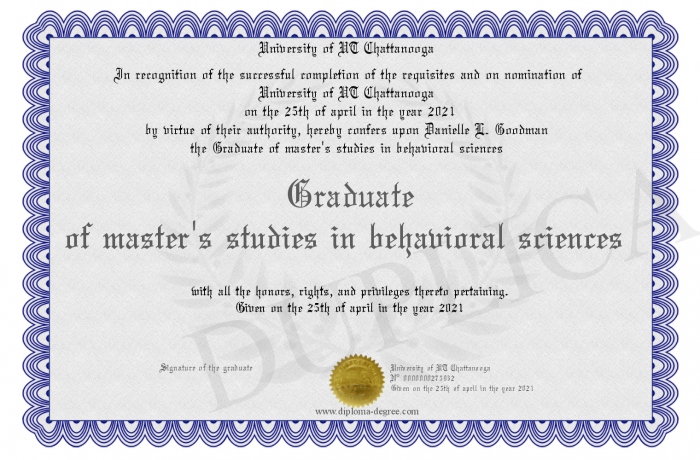 University of UT Chattanooga
In recognition of the successful completion of the requisites and on nomination of
University of UT Chattanooga
on the 25th of april in the year 2021
by virtue of their authority, hereby confers upon Danielle L. Goodman
the Graduate of master's studies in behavioral sciences
Graduate
of master's studies in behavioral sciences
with all the honors, rights, and privileges thereto pertaining.
Given on the 25th of april in the year 2021
DUPLICA
Signature of the graduate
University of UT Chattanooga
Given on the 25th of april in the year 2021
www.diploma-degree.com